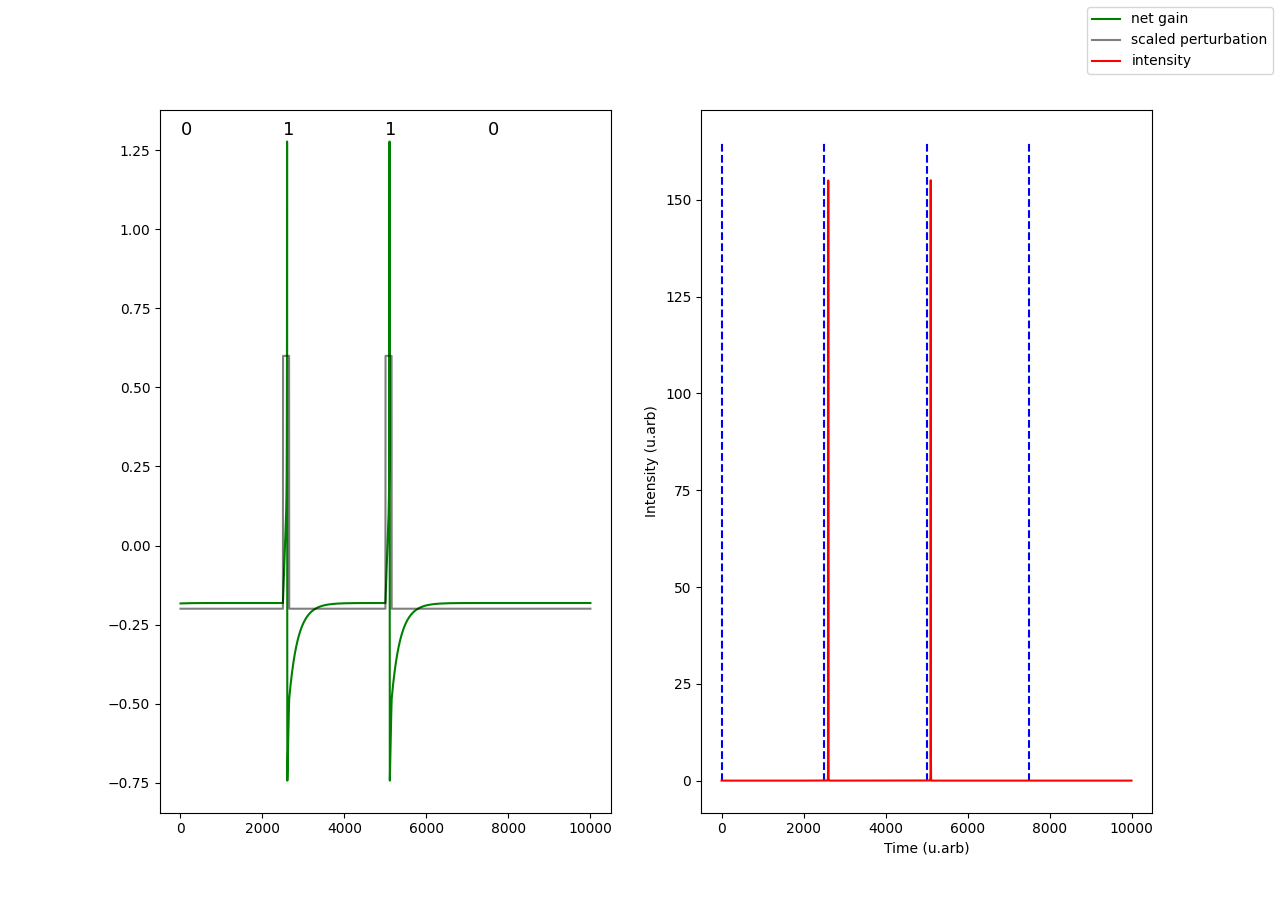 net gain
scaled perturbation
intensity
0 1 1 0
1.25
1.00
0.75
0.50
0.25
0.00
−0.25
−0.50
−0.75
0 2000 4000 6000 8000 10000
150
125
100
75
50
25
0
Intensity (u.arb)
0 2000 4000 6000 8000 10000
Time (u.arb)